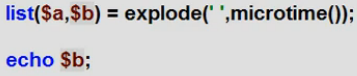 list($a,$b) = explode(' ',microtime());
echo $b;